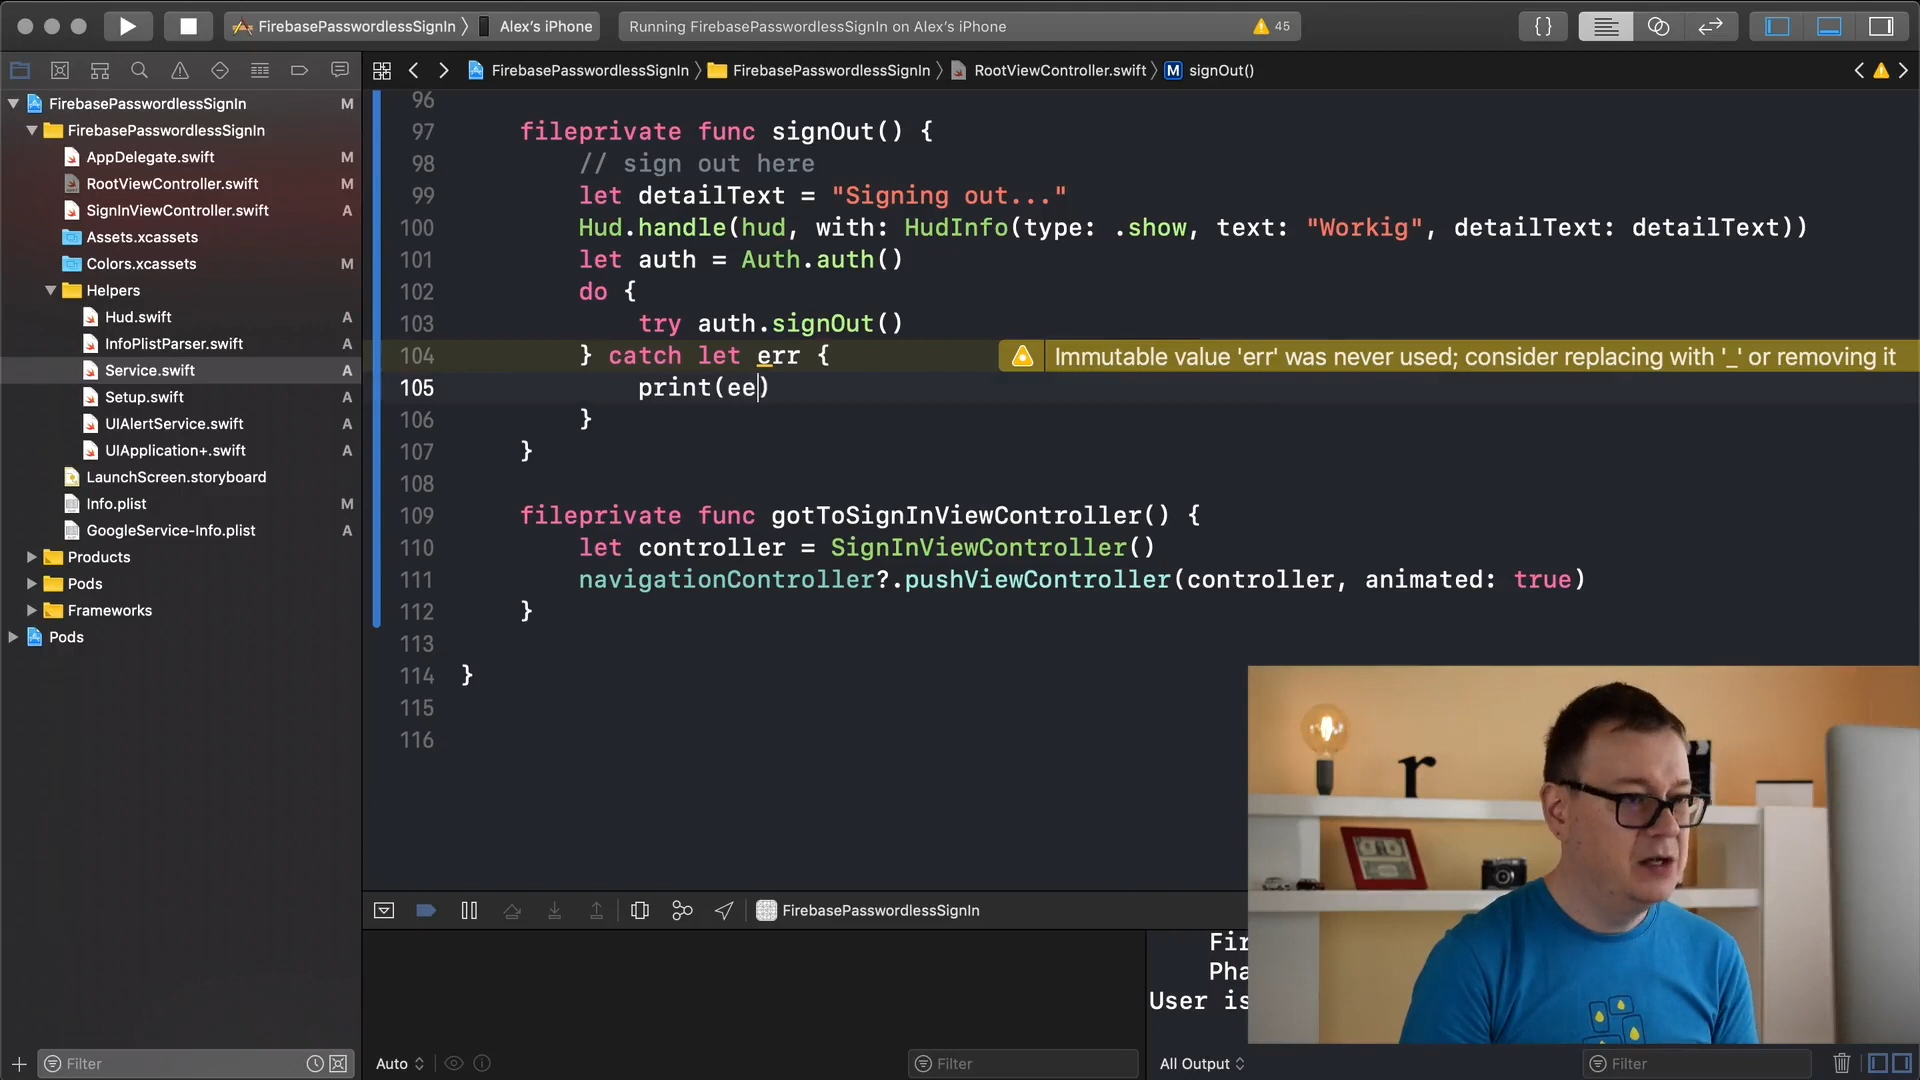 FirebasePasswordlessSignIn 〉 Alex's iPhone
Running FirebasePasswordlessSignIn on Alex's iPhone
45
{}
FirebasePasswordlessSignIn 〉 FirebasePasswordlessSignIn 〉 RootViewController.swift 〉 M signOut()
FirebasePasswordlessSignIn M
FirebasePasswordlessSignIn
AppDelegate.swift M
RootViewController.swift M
SignInViewController.swift A
Assets.xcassets
Colors.xcassets M
Helpers
Hud.swift A
InfoPlistParser.swift A
Service.swift A
Setup.swift A
UIAlertService.swift A
UIApplication+.swift A
LaunchScreen.storyboard
Info.plist M
GoogleService-Info.plist A
Products
Pods
Frameworks
Pods
Filter
96
97 fileprivate func signOut() {
98 // sign out here
99 let detailText = "Signing out..."
100 Hud.handle(hud, with: HudInfo(type: .show, text: "Workig", detailText: detailText))
101 let auth = Auth.auth()
102 do {
103 try auth.signOut()
104 } catch let err {
Immutable value 'err' was never used; consider replacing with '_' or removing it
105 print(ee)
106 }
107 }
108
109 fileprivate func gotToSignInViewController() {
110 let controller = SignInViewController()
111 navigationController?.pushViewController(controller, animated: true)
112 }
113
114 }
115
116
FirebasePasswordlessSignIn
Fir
Pha
User is
Auto
Filter
All Output
Filter